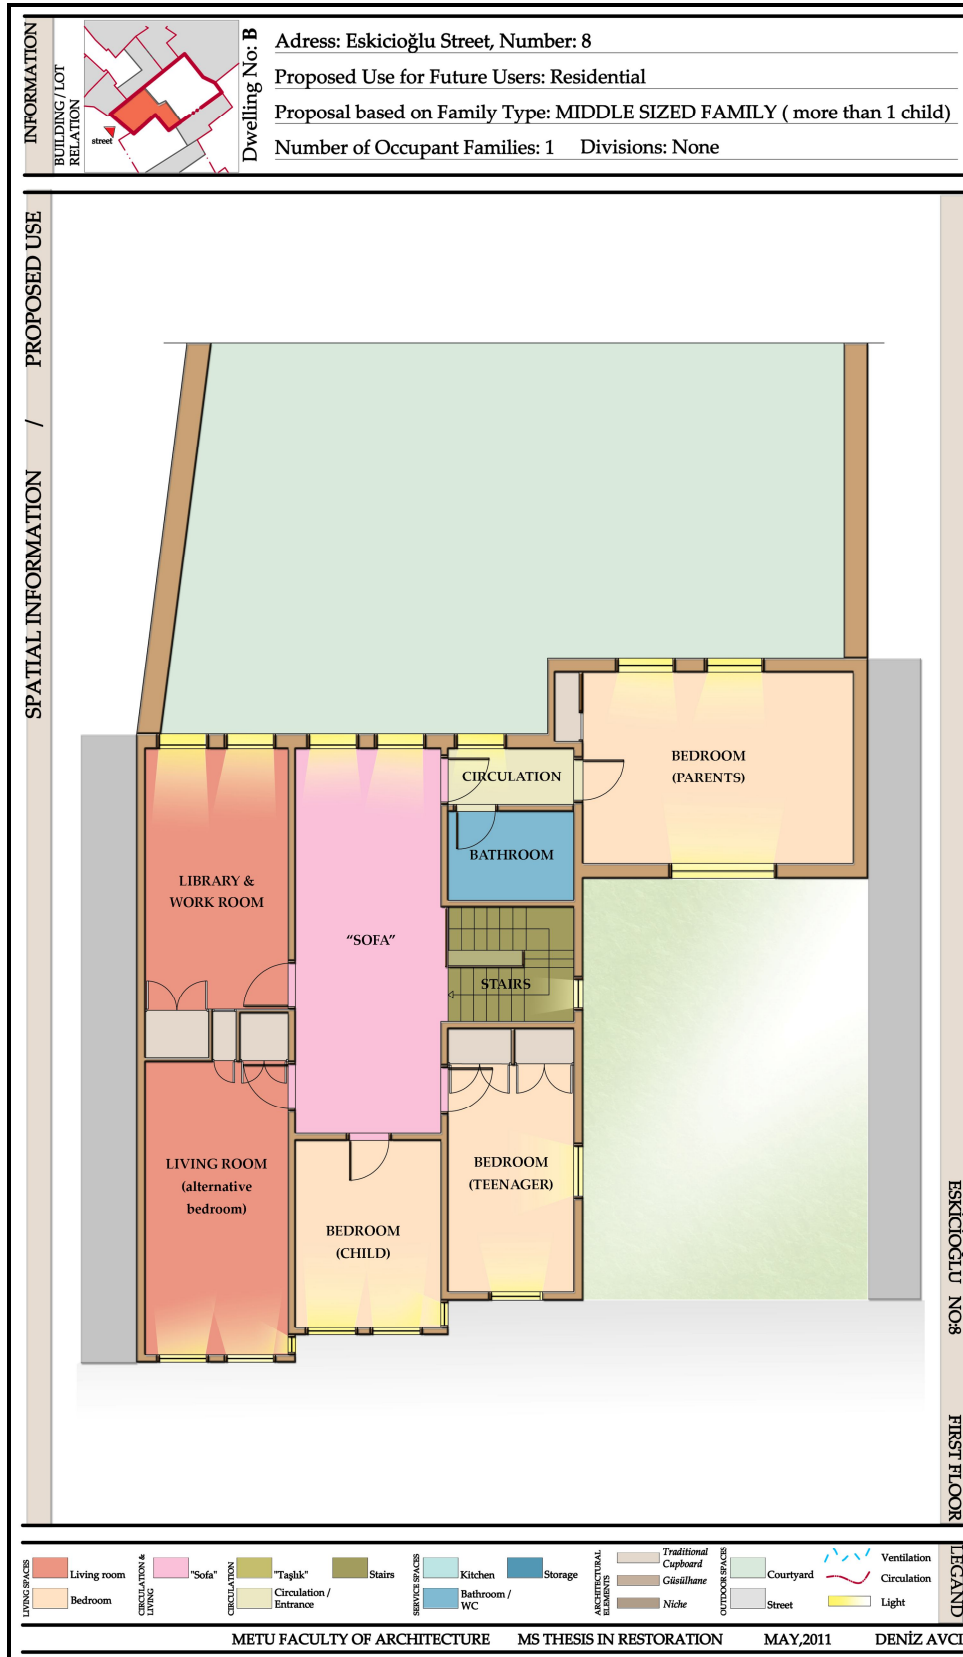 INFORMATION
BUILDING / LOT
RELATION
street
Dwelling No: B
Adress: Eskicioğlu Street, Number: 8
Proposed Use for Future Users: Residential
Proposal based on Family Type: MIDDLE SIZED FAMILY ( more than 1 child)
Number of Occupant Families: 1 Divisions: None
SPATIAL INFORMATION / PROPOSED USE
BEDROOM
(PARENTS)
CIRCULATION
BATHROOM
LIBRARY &
WORK ROOM
"SOFA"
STAIRS
LIVING ROOM
(alternative
bedroom)
BEDROOM
(TEENAGER)
BEDROOM
(CHILD)
ESKİCİOĞLU NO:8 FIRST FLOOR
LEGAND
LIVING SPACES
Living room
Bedroom
CIRCULATION &
LIVING
"Sofa"
CIRCULATION
"Taşlık"
Circulation /
Entrance
Stairs
SERVICE SPACES
Kitchen
Bathroom /
WC
Storage
ARCHITECTURAL
ELEMENTS
Traditional
Cupboard
Gusülhane
Niche
OUTDOOR SPACES
Courtyard
Street
Ventilation
Circulation
Light
METU FACULTY OF ARCHITECTURE MS THESIS IN RESTORATION MAY,2011 DENİZ AVCI